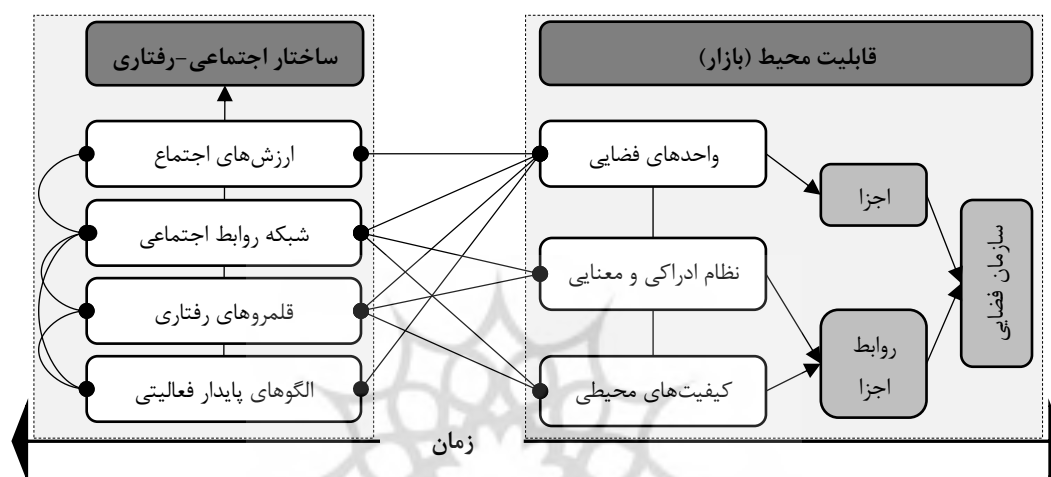 قابلیت محیط (بازار)
واحدهای فضایی
نظام ادراکی و معنایی
کیفیت‌های محیطی
اجزا
روابط
اجزا
سازمان فضایی
ساختار اجتماعی-رفتاری
ارزش‌های اجتماع
شبکه روابط اجتماعی
قلمروهای رفتاری
الگوهای پایدار فعالیتی
زمان